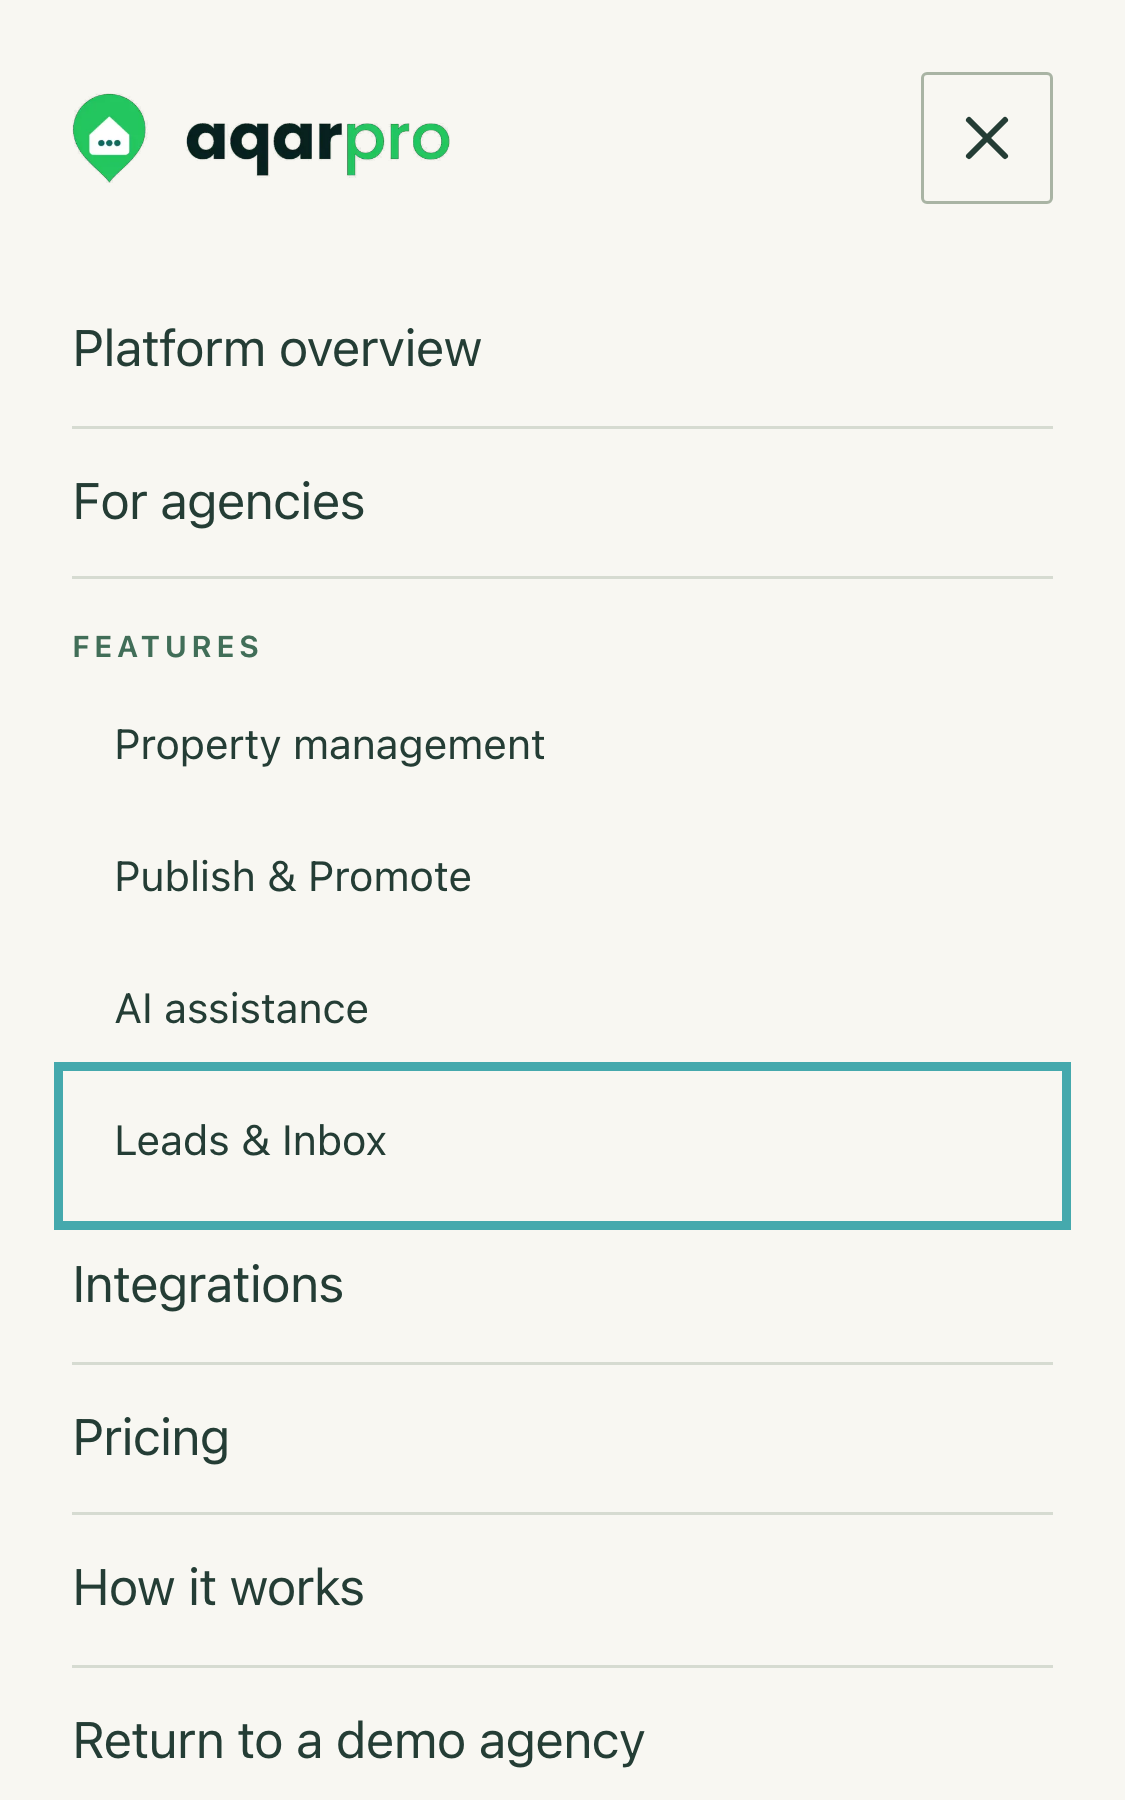 aqarpro
Platform overview
For agencies
FEATURES
Property management
Publish & Promote
AI assistance
Leads & Inbox
Integrations
Pricing
How it works
Return to a demo agency